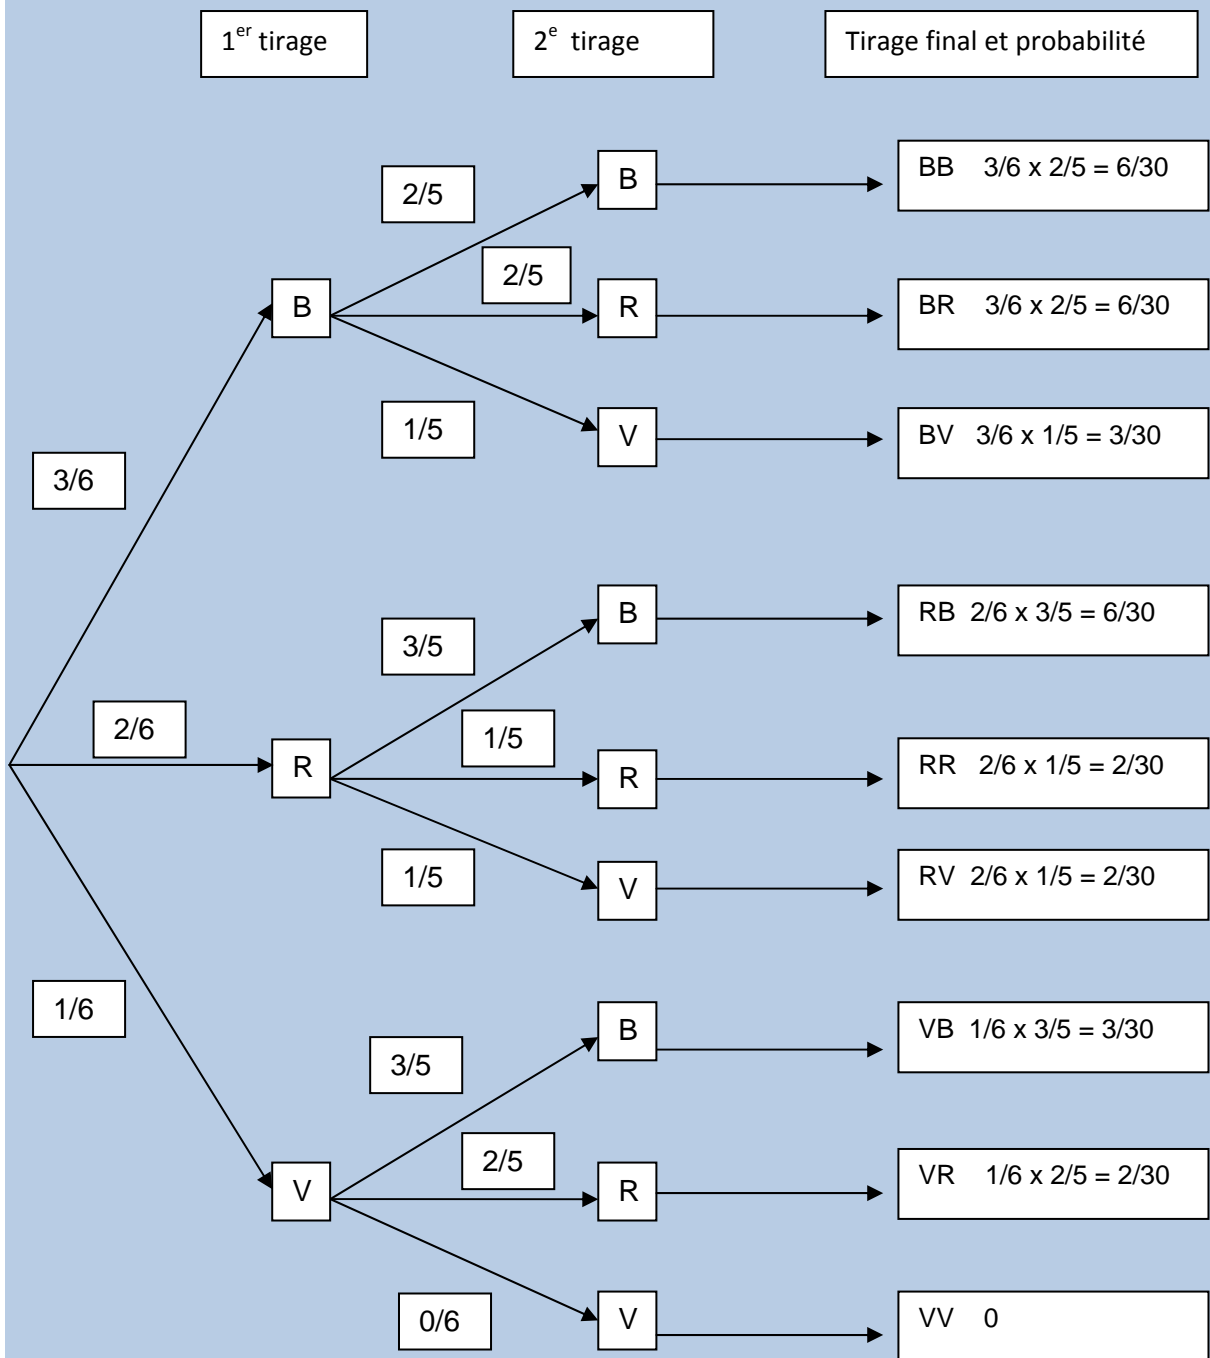 1er tirage
2e tirage
Tirage final et probabilité
2/5
B
BB 3/6 x 2/5 = 6/30
B
2/5
R
BR 3/6 x 2/5 = 6/30
1/5
V
BV 3/6 x 1/5 = 3/30
3/6
3/5
B
RB 2/6 x 3/5 = 6/30
2/6
R
1/5
R
RR 2/6 x 1/5 = 2/30
1/5
V
RV 2/6 x 1/5 = 2/30
1/6
3/5
B
VB 1/6 x 3/5 = 3/30
V
2/5
R
VR 1/6 x 2/5 = 2/30
0/6
V
VV 0